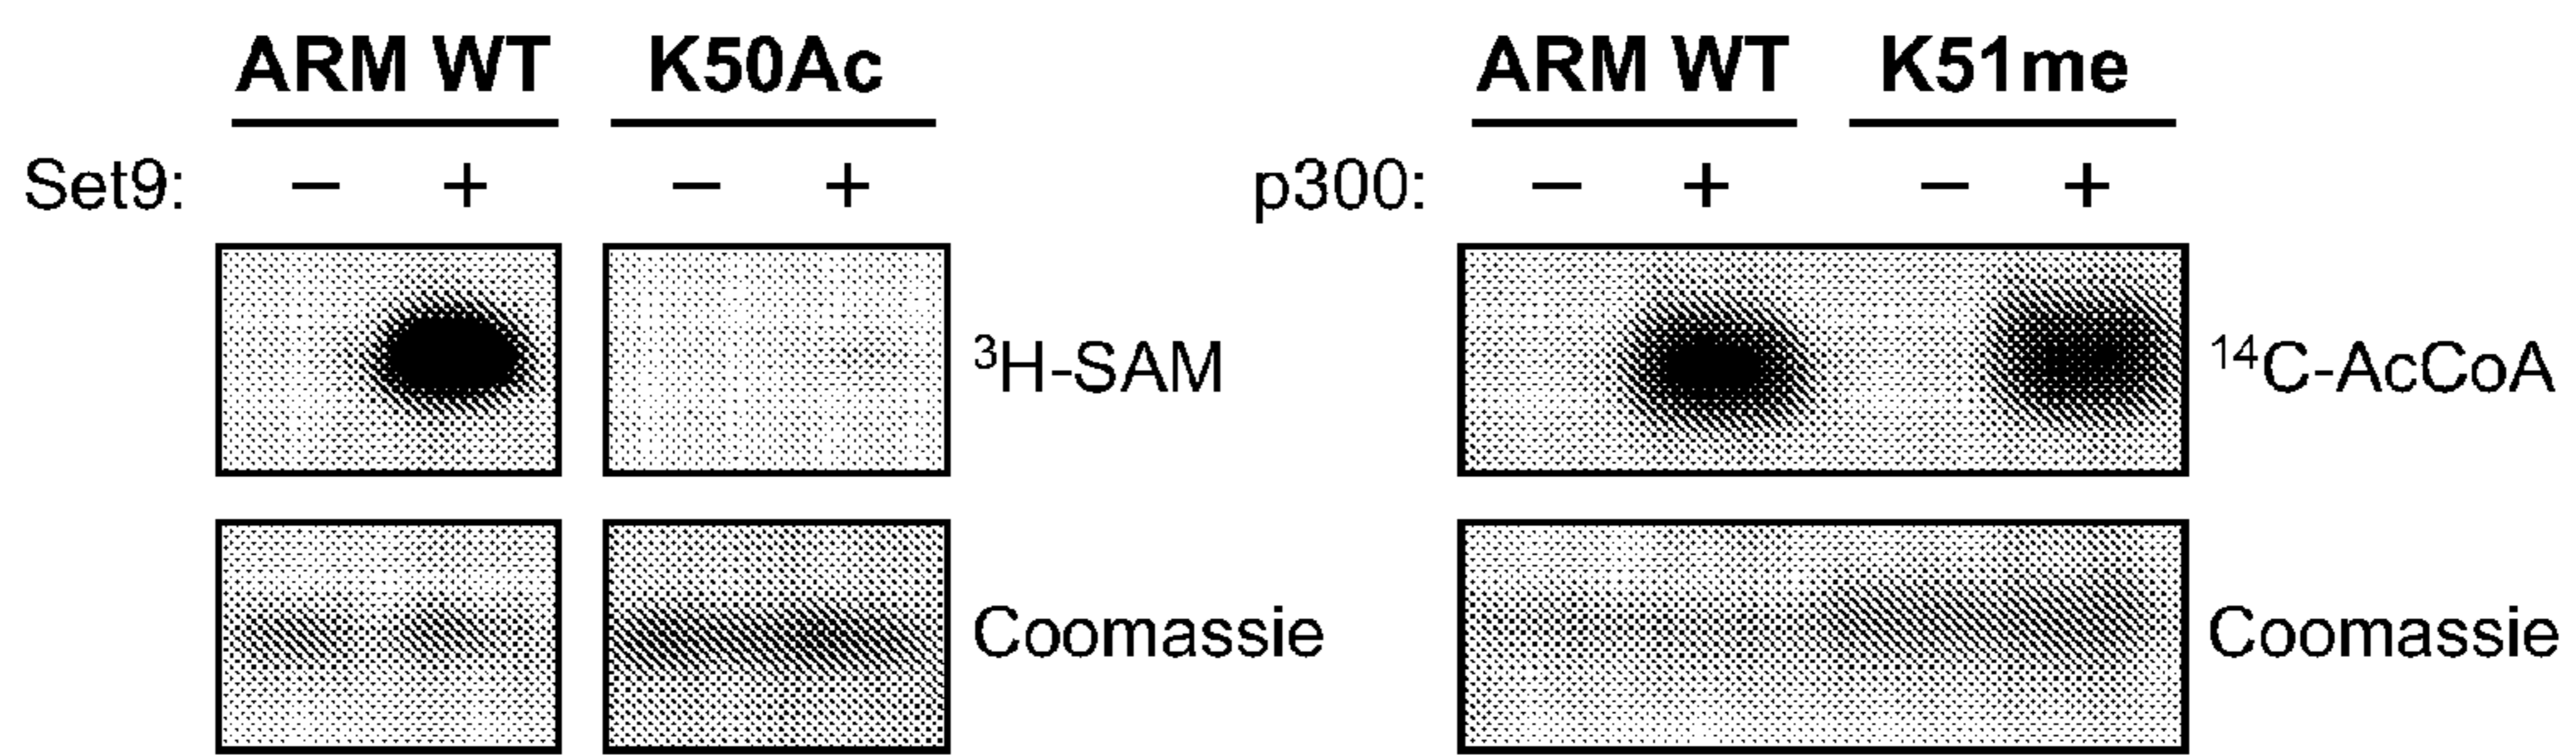 ARM WT K50Ac ARM WT K51me
Set9: – + – + p300: – + – +
³H-SAM ¹⁴C-AcCoA
Coomassie Coomassie